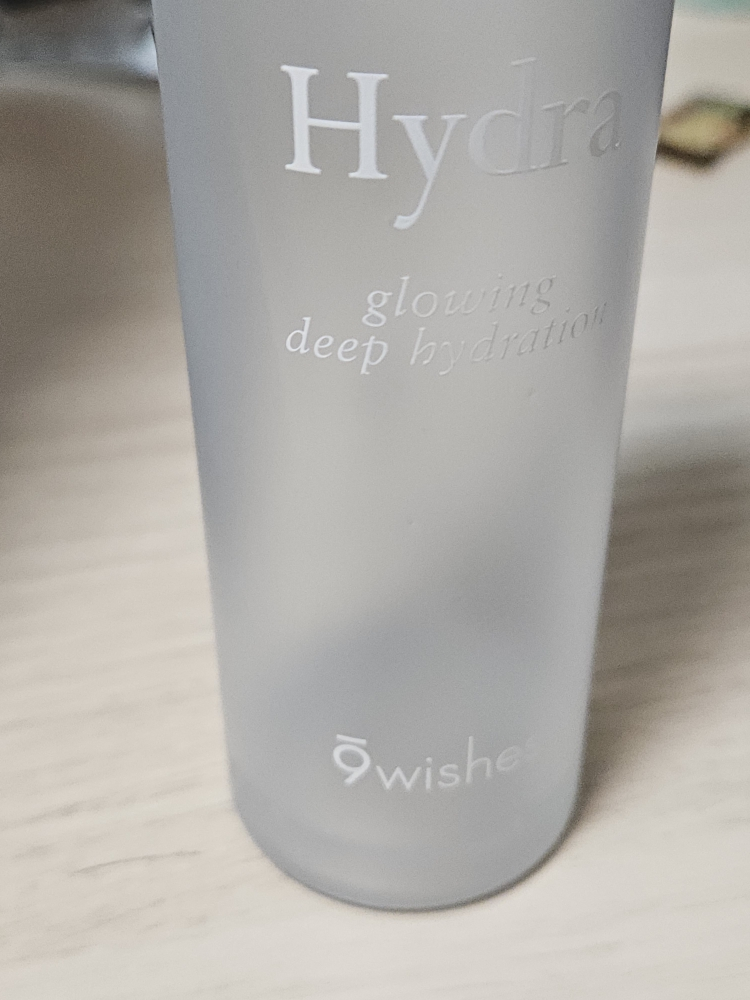 Hydra
glowing
deep hydration
9wishes